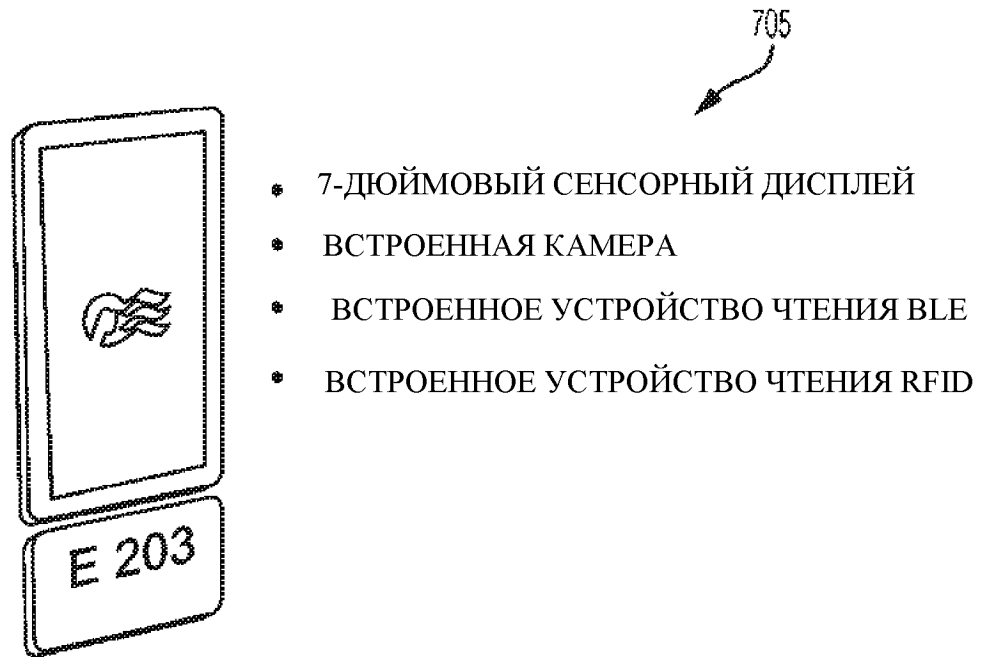 705
• 7-ДЮЙМОВЫЙ СЕНСОРНЫЙ ДИСПЛЕЙ
• ВСТРОЕННАЯ КАМЕРА
• ВСТРОЕННОЕ УСТРОЙСТВО ЧТЕНИЯ BLE
• ВСТРОЕННОЕ УСТРОЙСТВО ЧТЕНИЯ RFID
E 203